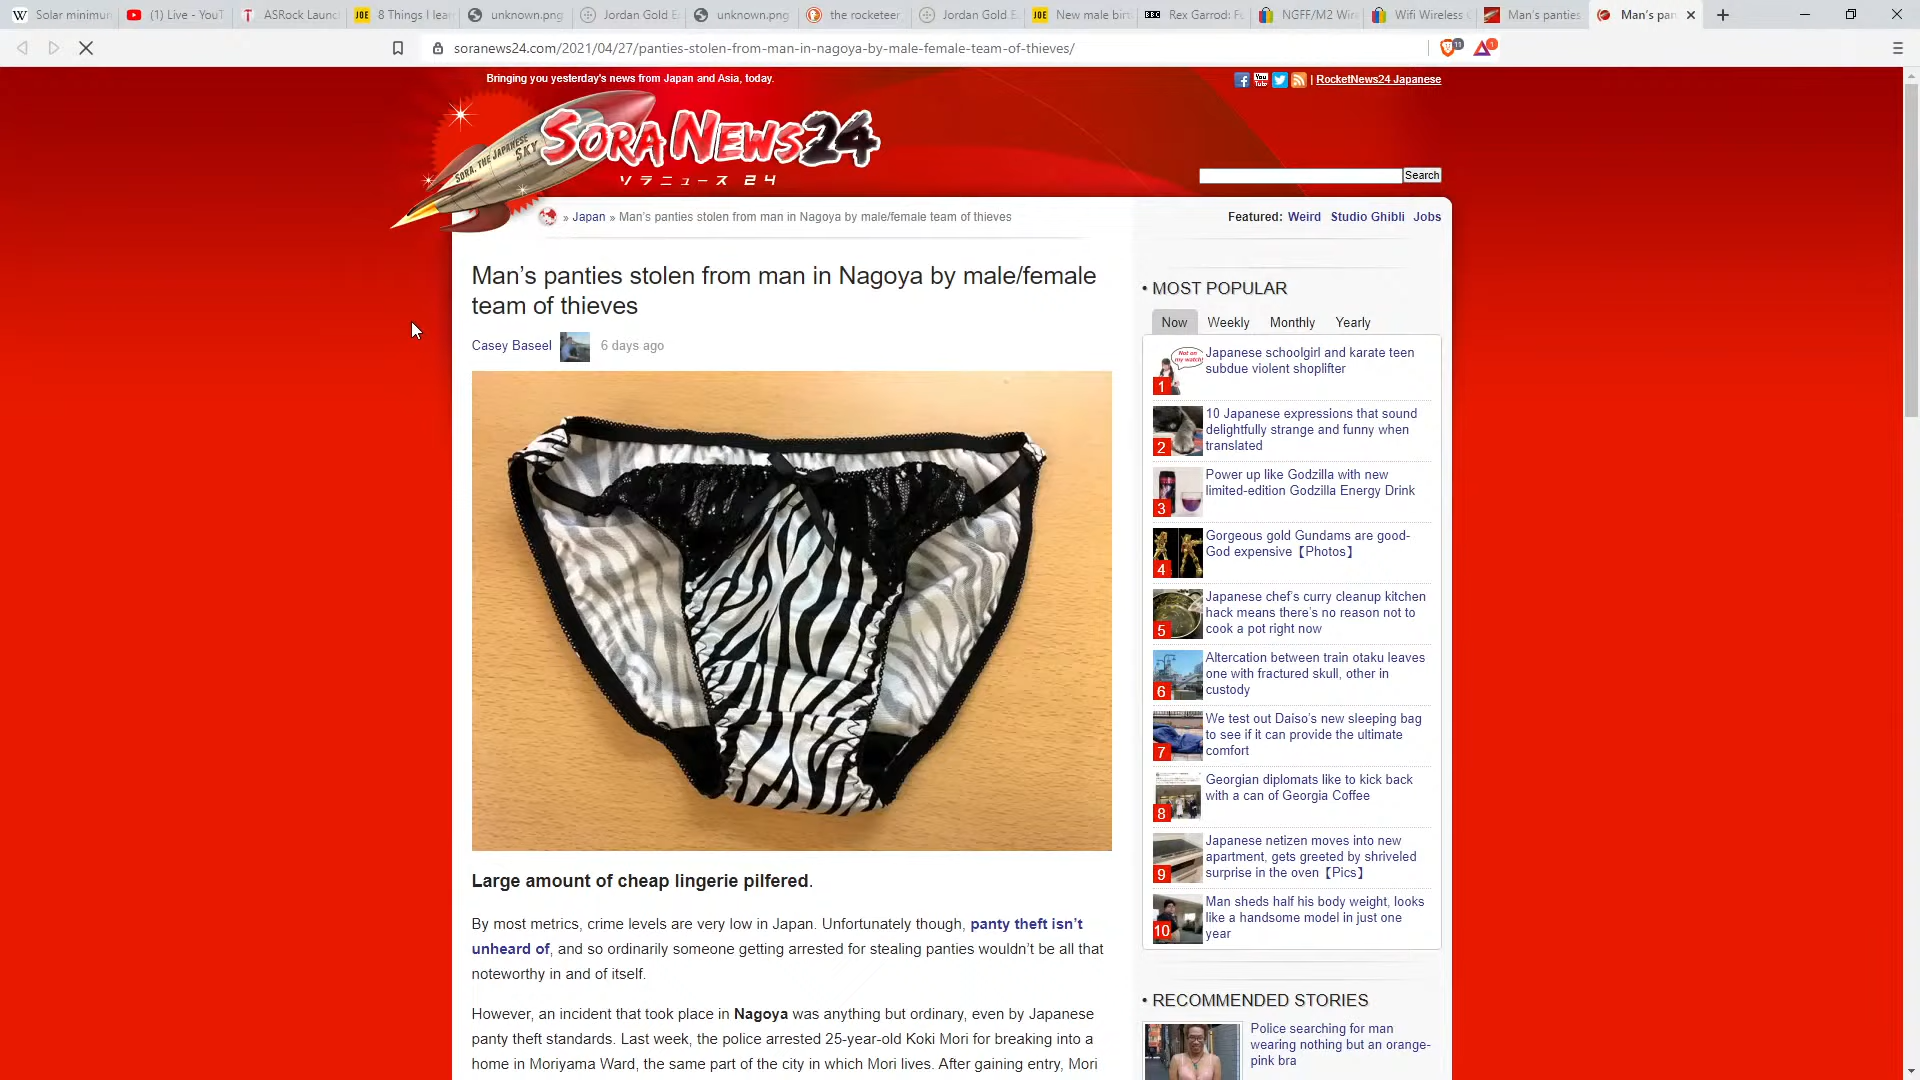 Solar minimum
(1) Live - YouT
ASRock Launc
8 Things I lear
unknown.png
Jordan Gold E
unknown.png
the rocketeer
Jordan Gold E
New male birt
Rex Garrod: Fu
NGFF/M2 Wire
Wifi Wireless C
Man's panties
Man's pan
soranews24.com/2021/04/27/panties-stolen-from-man-in-nagoya-by-male-female-team-of-thieves/
Bringing you yesterday's news from Japan and Asia, today.
| RocketNews24 Japanese
SORA, THE JAPANESE SKY
SORA NEWS24
ソラニュース 24
Search
» Japan » Man's panties stolen from man in Nagoya by male/female team of thieves
Featured: Weird Studio Ghibli Jobs
Man's panties stolen from man in Nagoya by male/female
team of thieves
Casey Baseel 6 days ago
Large amount of cheap lingerie pilfered.
By most metrics, crime levels are very low in Japan. Unfortunately though, panty theft isn't
unheard of, and so ordinarily someone getting arrested for stealing panties wouldn't be all that
noteworthy in and of itself.
However, an incident that took place in Nagoya was anything but ordinary, even by Japanese
panty theft standards. Last week, the police arrested 25-year-old Koki Mori for breaking into a
home in Moriyama Ward, the same part of the city in which Mori lives. After gaining entry, Mori
• MOST POPULAR
Now Weekly Monthly Yearly
Not on my watch!
1
Japanese schoolgirl and karate teen
subdue violent shoplifter
2
10 Japanese expressions that sound
delightfully strange and funny when
translated
3
Power up like Godzilla with new
limited-edition Godzilla Energy Drink
4
Gorgeous gold Gundams are good-
God expensive【Photos】
5
Japanese chef's curry cleanup kitchen
hack means there's no reason not to
cook a pot right now
6
Altercation between train otaku leaves
one with fractured skull, other in
custody
7
We test out Daiso's new sleeping bag
to see if it can provide the ultimate
comfort
8
Georgian diplomats like to kick back
with a can of Georgia Coffee
9
Japanese netizen moves into new
apartment, gets greeted by shriveled
surprise in the oven【Pics】
10
Man sheds half his body weight, looks
like a handsome model in just one
year
• RECOMMENDED STORIES
Police searching for man
wearing nothing but an orange-
pink bra